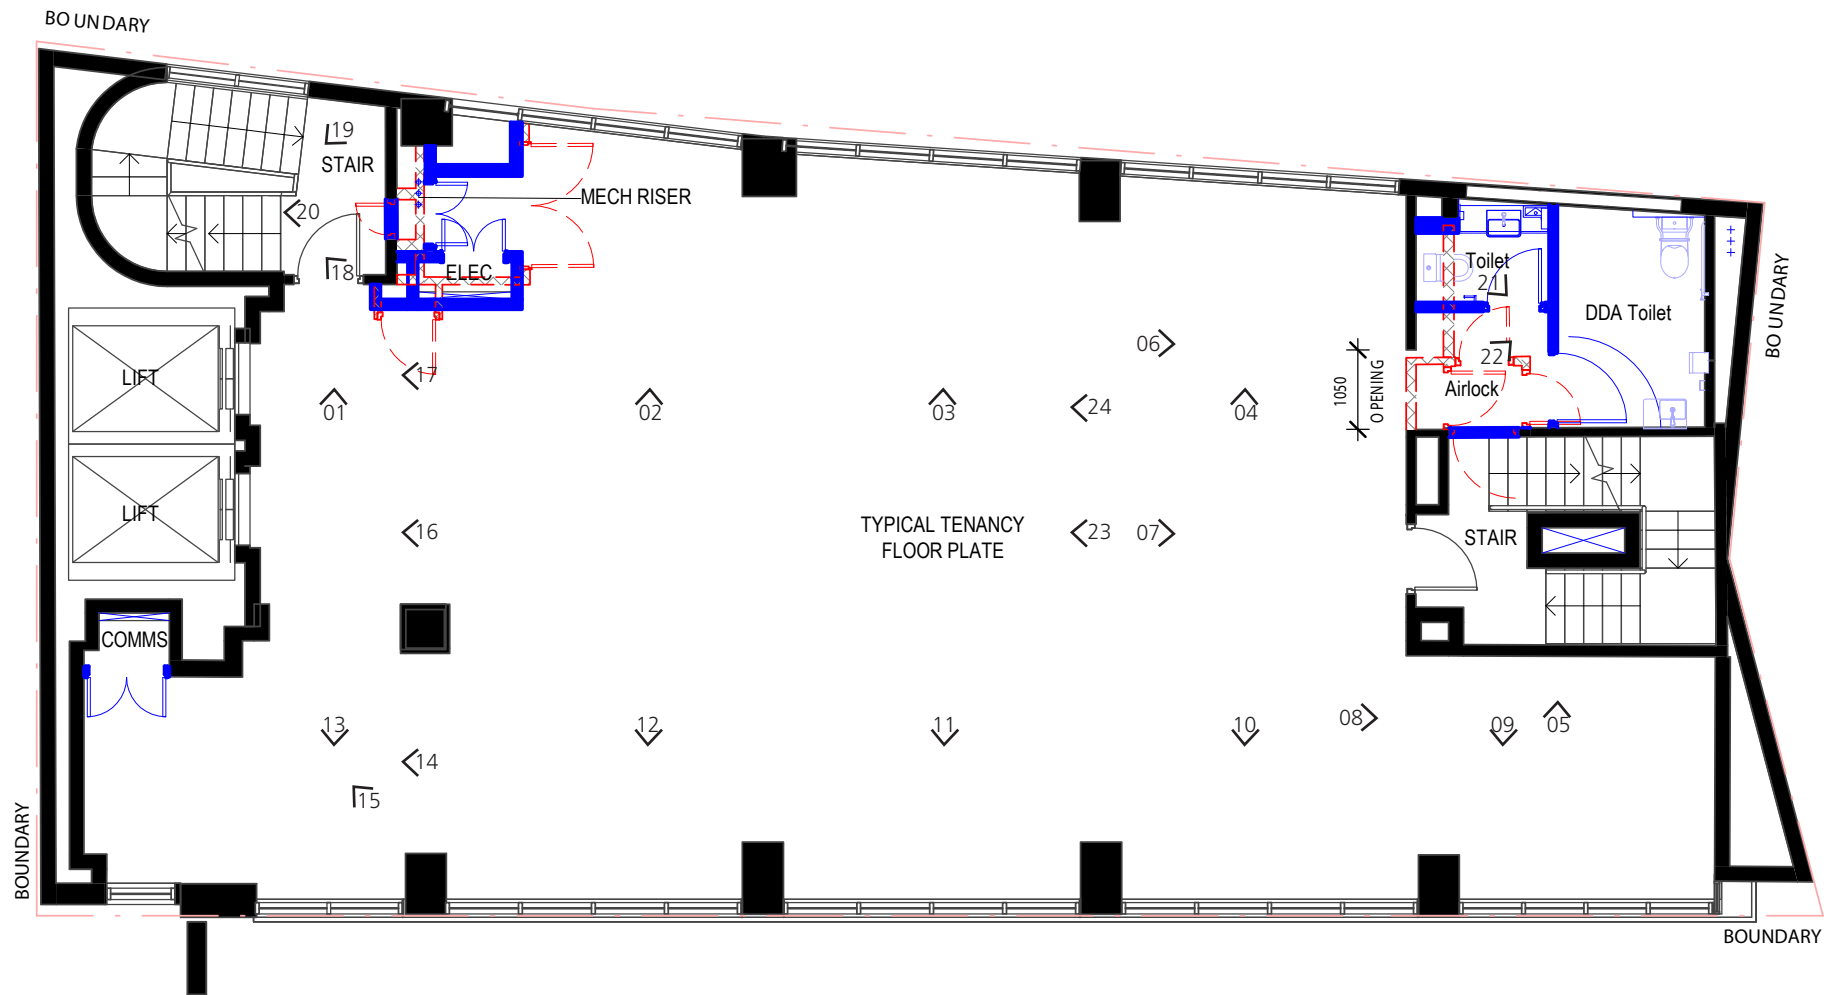 BOUNDARY
19
STAIR
20
18
MECH RISER
ELEC
Toilet
21
DDA Toilet
BOUNDARY
06
22
17
LIFT
Airlock
1050
OPENING
01
02
03
24
04
LIFT
16
TYPICAL TENANCY
FLOOR PLATE
23
07
STAIR
COMMS
13
12
11
10
08
09
05
14
15
BOUNDARY
BOUNDARY